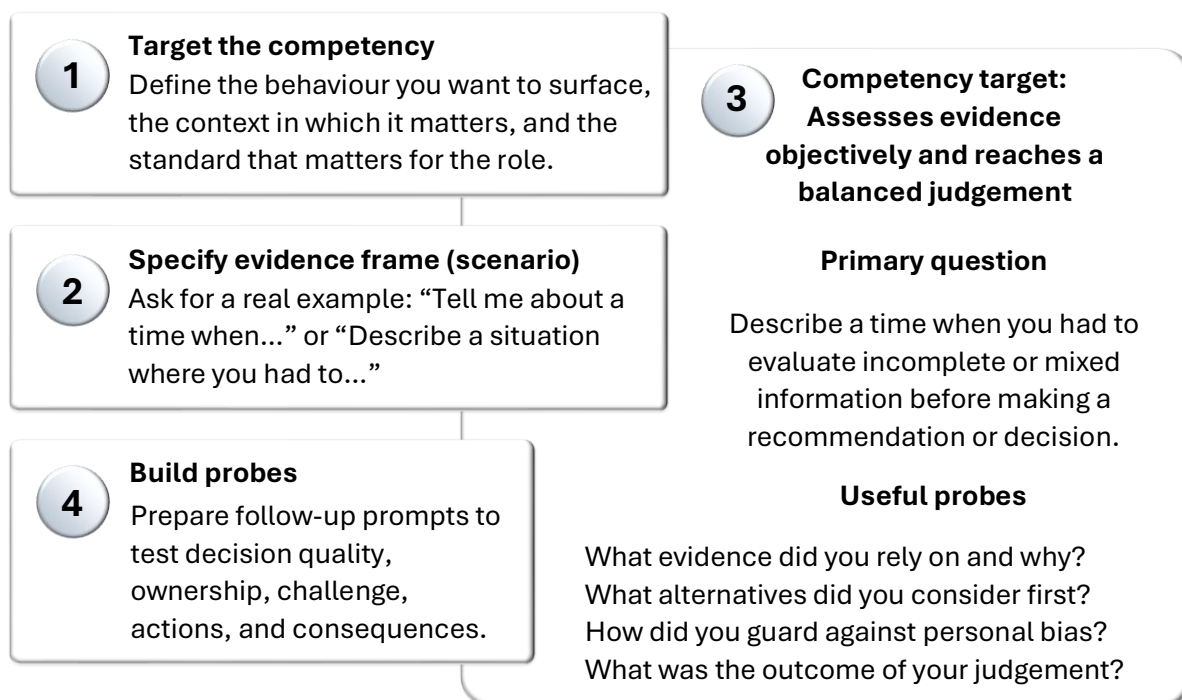 1
Target the competency
Define the behaviour you want to surface,
the context in which it matters, and the
standard that matters for the role.
2
Specify evidence frame (scenario)
Ask for a real example: “Tell me about a
time when...” or “Describe a situation
where you had to...”
3
Competency target:
Assesses evidence
objectively and reaches a
balanced judgement
Primary question
Describe a time when you had to
evaluate incomplete or mixed
information before making a
recommendation or decision.
Useful probes
What evidence did you rely on and why?
What alternatives did you consider first?
How did you guard against personal bias?
What was the outcome of your judgement?
4
Build probes
Prepare follow-up prompts to
test decision quality,
ownership, challenge,
actions, and consequences.